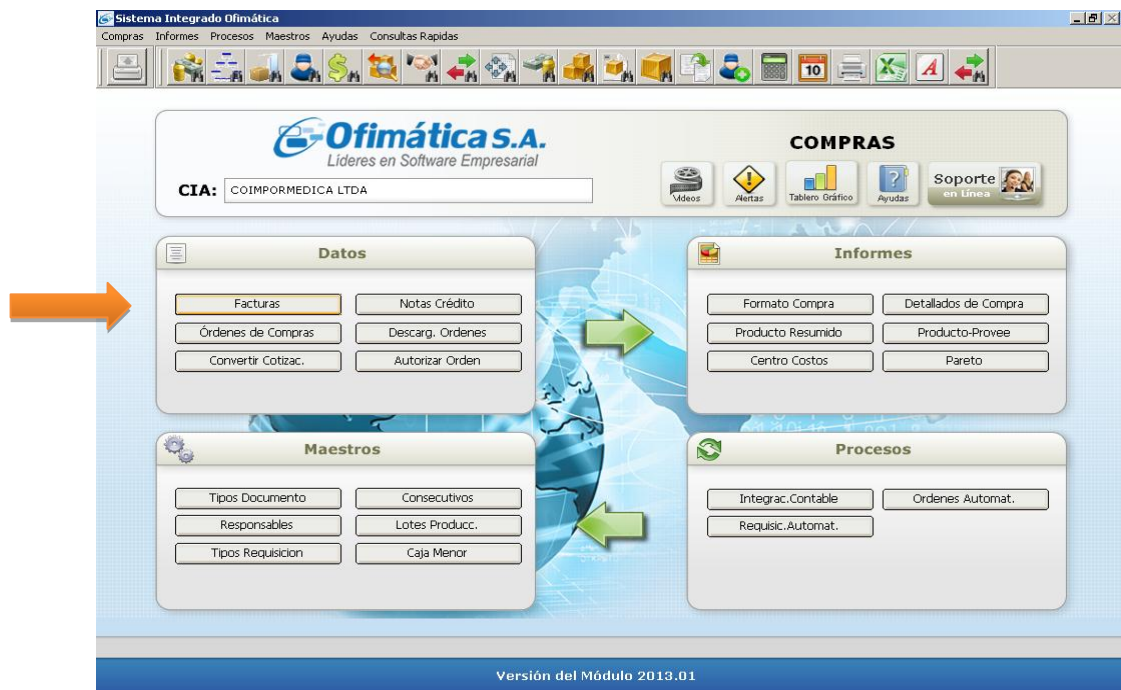 Sistema Integrado Ofimática
Compras Informes Procesos Maestros Ayudas Consultas Rapidas
10
A
Ofimática S.A.
Líderes en Software Empresarial
COMPRAS
CIA: COIMPORMEDICA LTDA
Videos Alertas Tablero Gráfico Ayudas Soporte
en Línea
Datos
Facturas Notas Crédito
Órdenes de Compras Descarg. Ordenes
Convertir Cotizac. Autorizar Orden
Informes
Formato Compra Detallados de Compra
Producto Resumido Producto-Provee
Centro Costos Pareto
Maestros
Tipos Documento Consecutivos
Responsables Lotes Producc.
Tipos Requisicion Caja Menor
Procesos
Integrac.Contable Ordenes Automat.
Requisic.Automat.
Versión del Módulo 2013.01